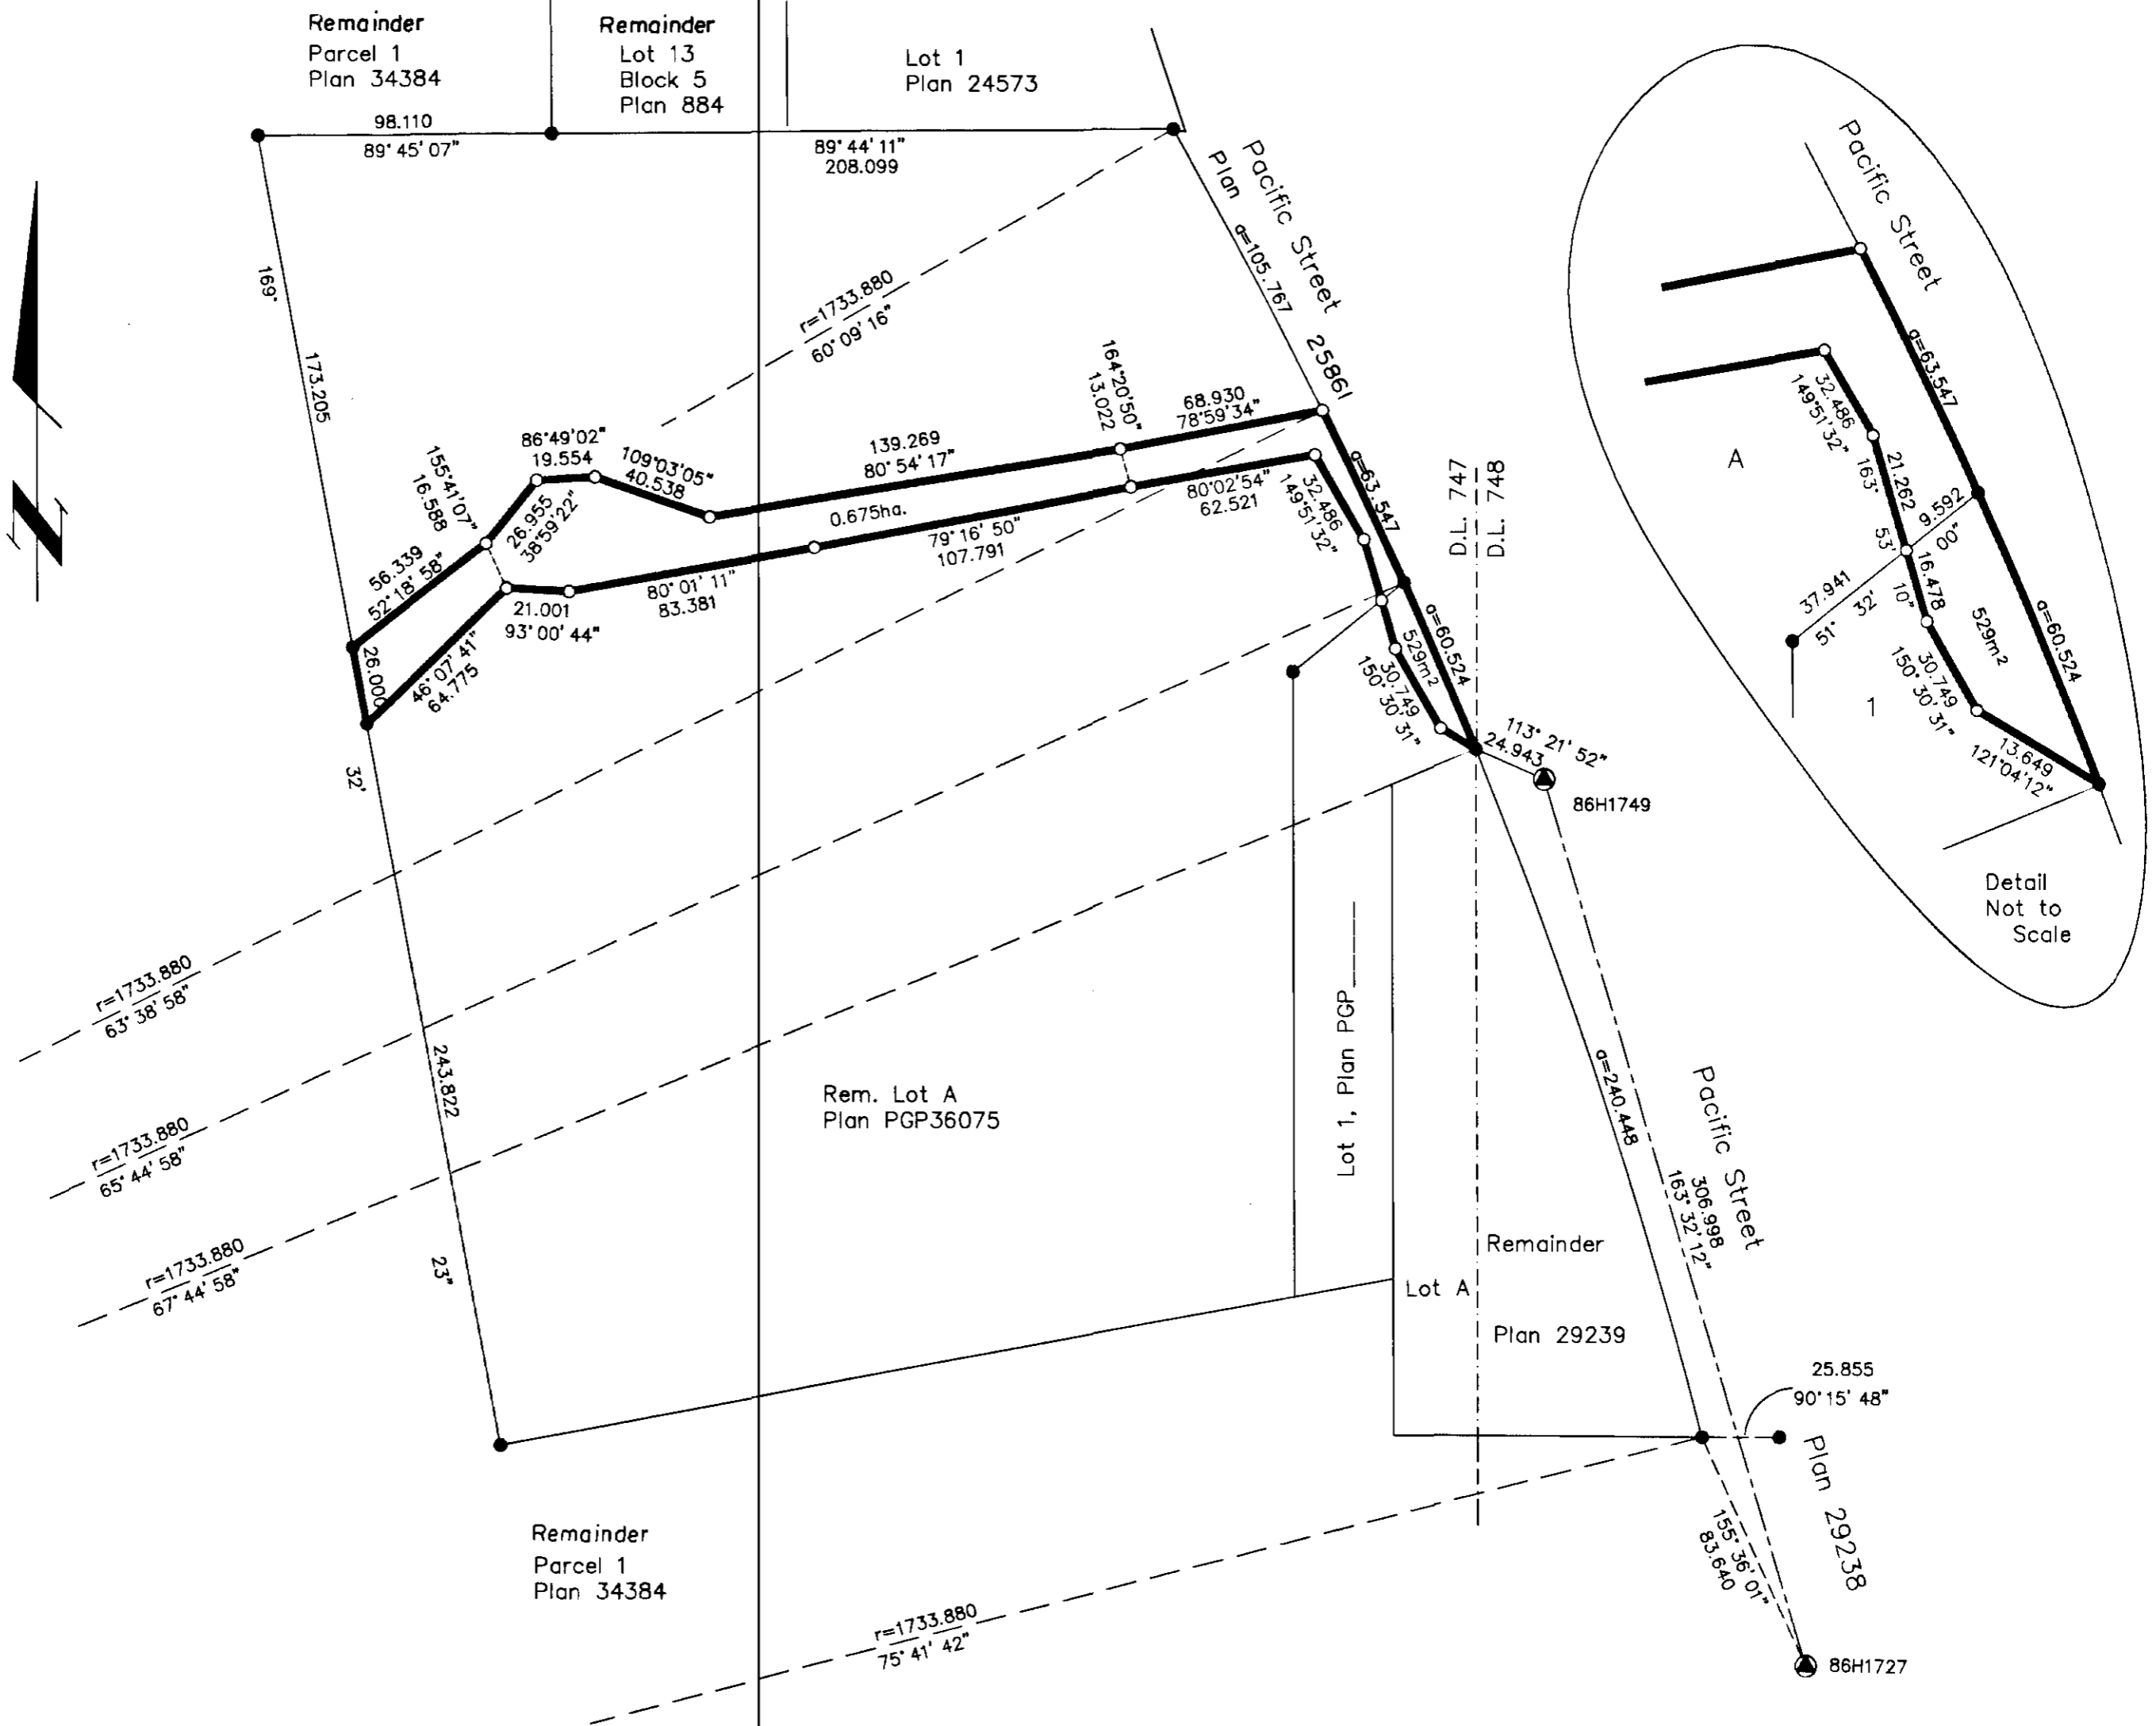 Remainder
Parcel 1
Plan 34384
Remainder
Lot 13
Block 5
Plan 884
Lot 1
Plan 24573
98.110
89°45'07"
89°44'11"
208.099
Pacific Street
Plan 25861
a=105.767
r=1733.880
60°09'16"
169°
173.205
164°20'50"
13.022
68.930
78°59'34"
139.269
80°54'17"
86°49'02"
19.554
109°03'05"
40.538
155°41'07"
16.588
26.955
38°59'22"
56.339
52°18'58"
0.675ha.
80°02'54"
62.521
79°16'50"
107.791
80°01'11"
83.381
21.001
93°00'44"
26.000
46°07'41"
64.775
32'
a=63.547
32.486
149°51'32"
D.L. 747
D.L. 748
a=60.524
529m²
30.749
150°30'31"
113°21'52"
24.943
86H1749
r=1733.880
63°38'58"
r=1733.880
65°44'58"
r=1733.880
67°44'58"
243.822
23"
Rem. Lot A
Plan PGP36075
Lot 1, Plan PGP______
Remainder
Lot A
Plan 29239
a=240.448
Pacific Street
306.998
163°32'12"
25.855
90°15'48"
Plan 29238
155°36'01"
83.640
86H1727
r=1733.880
75°41'42"
Remainder
Parcel 1
Plan 34384
Pacific Street
a=63.547
32.486
149°51'32"
A
21.262
163°
53'
10"
9.592
00"
37.941
51°
32'
16.478
529m²
a=60.524
30.749
150°30'31"
1
13.649
121°04'12"
Detail
Not to
Scale